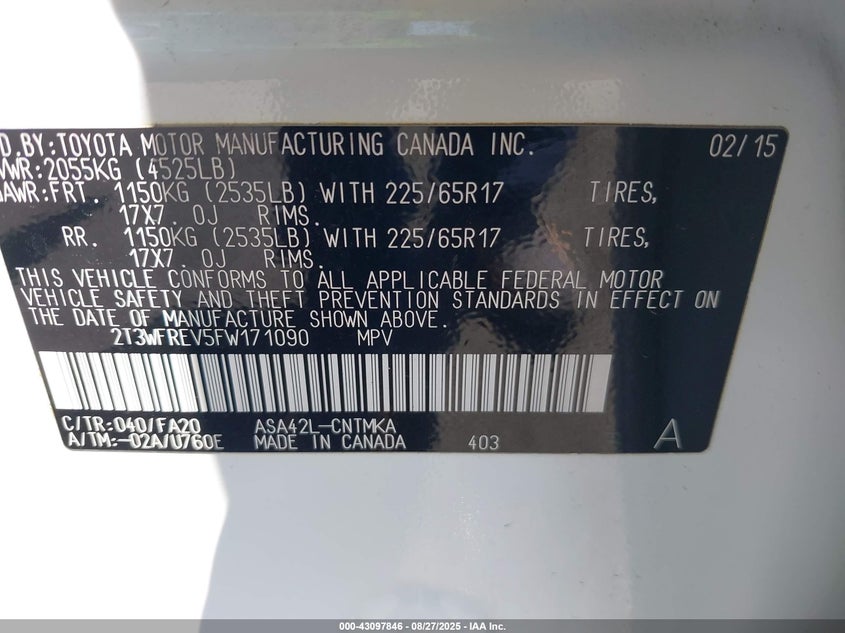 D.BY:TOYOTA MOTOR MANUFACTURING CANADA INC. 02/15
VWR:2055KG (4525LB)
AWR:FRT. 1150KG (2535LB) WITH 225/65R17 TIRES,
17X7.0J RIMS.
RR. 1150KG (2535LB) WITH 225/65R17 TIRES,
17X7.0J RIMS.
THIS VEHICLE CONFORMS TO ALL APPLICABLE FEDERAL MOTOR
VEHICLE SAFETY AND THEFT PREVENTION STANDARDS IN EFFECT ON
THE DATE OF MANUFACTURE SHOWN ABOVE.
2T3WFREV5FW171090 MPV
C/TR:040/FA20 ASA42L-CNTMKA
A/TM:-02A/U760E MADE IN CANADA 403 A
000-43097846 | 08/27/2025 | IAA Inc.